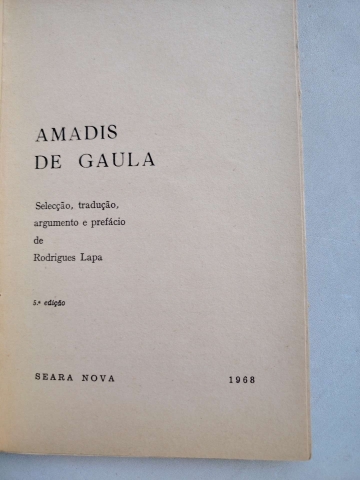 AMADIS
DE GAULA
Selecção, tradução,
argumento e prefácio
de
Rodrigues Lapa
5.ª edição
SEARA NOVA 1968